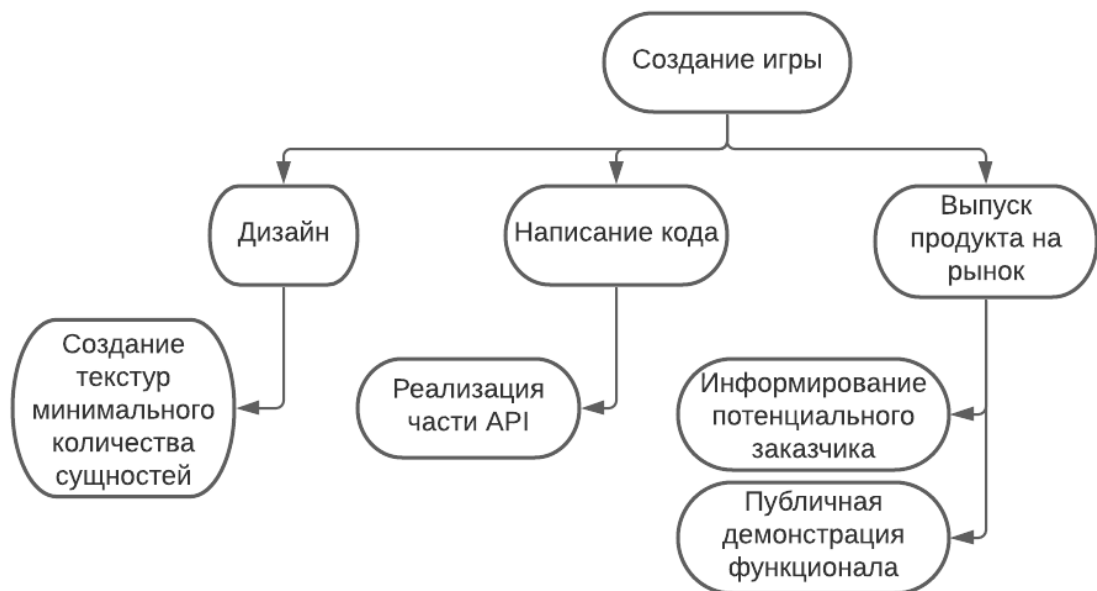 Создание игры
Дизайн
Написание кода
Выпуск
продукта на
рынок
Создание
текстур
минимального
количества
сущностей
Реализация
части API
Информирование
потенциального
заказчика
Публичная
демонстрация
функционала